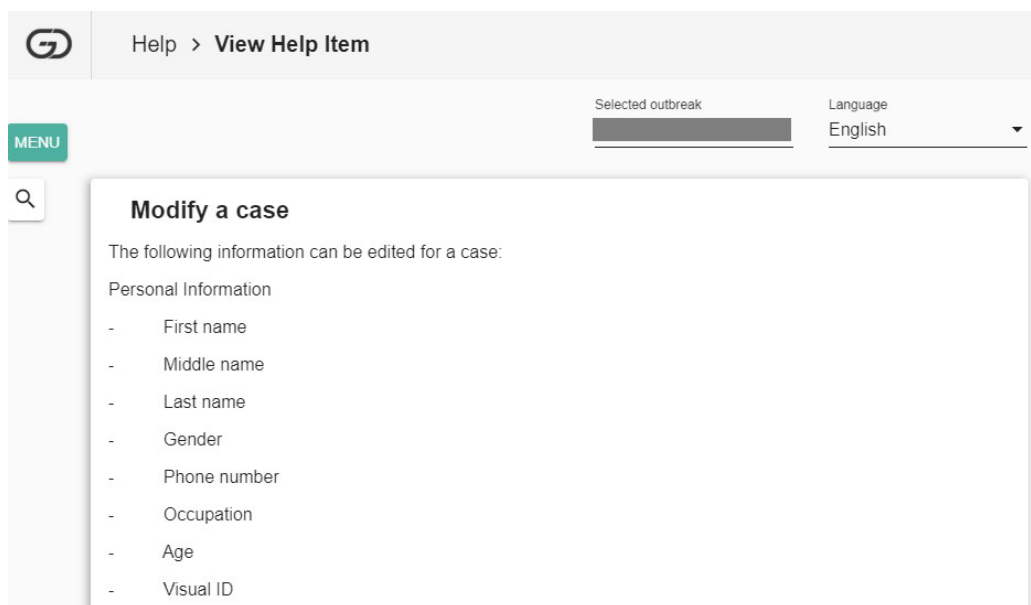 Help > View Help Item
Selected outbreak
Language
MENU
English
Modify a case
The following information can be edited for a case:
Personal Information
- First name
- Middle name
- Last name
- Gender
- Phone number
- Occupation
- Age
- Visual ID